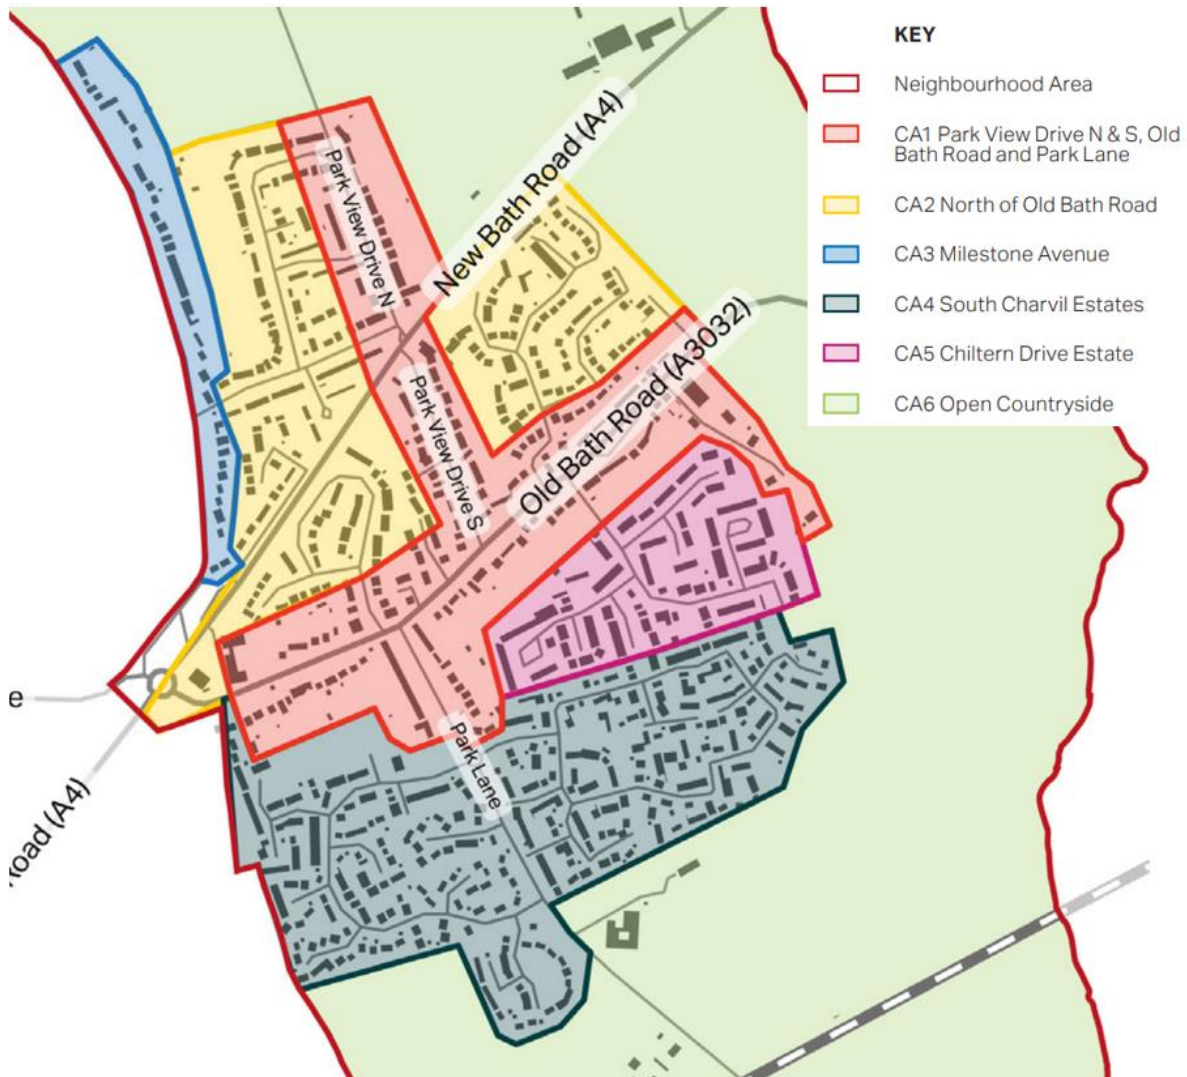 KEY
Neighbourhood Area
CA1 Park View Drive N & S, Old
Bath Road and Park Lane
CA2 North of Old Bath Road
CA3 Milestone Avenue
CA4 South Charvil Estates
CA5 Chiltern Drive Estate
CA6 Open Countryside
Park View Drive N
New Bath Road (A4)
Park View Drive S
Old Bath Road (A3032)
Park Lane
e
Road (A4)